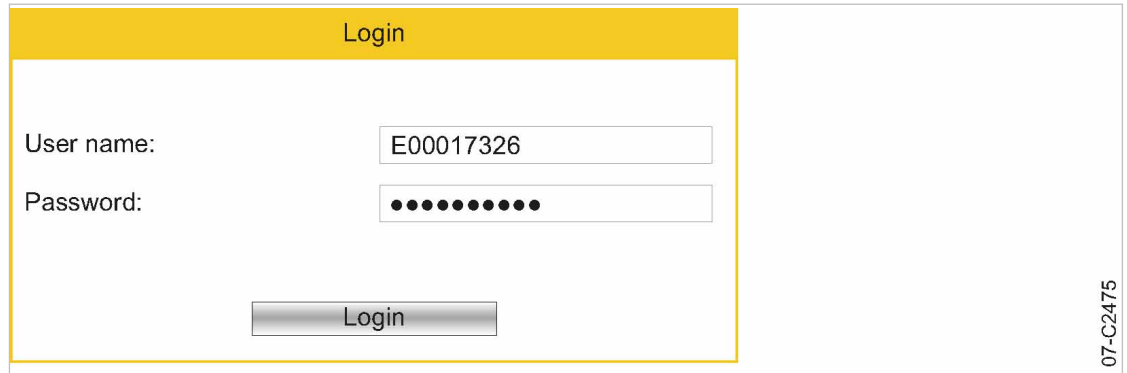 Login
User name: E00017326
Password: ●●●●●●●●●●
Login
07-C2475